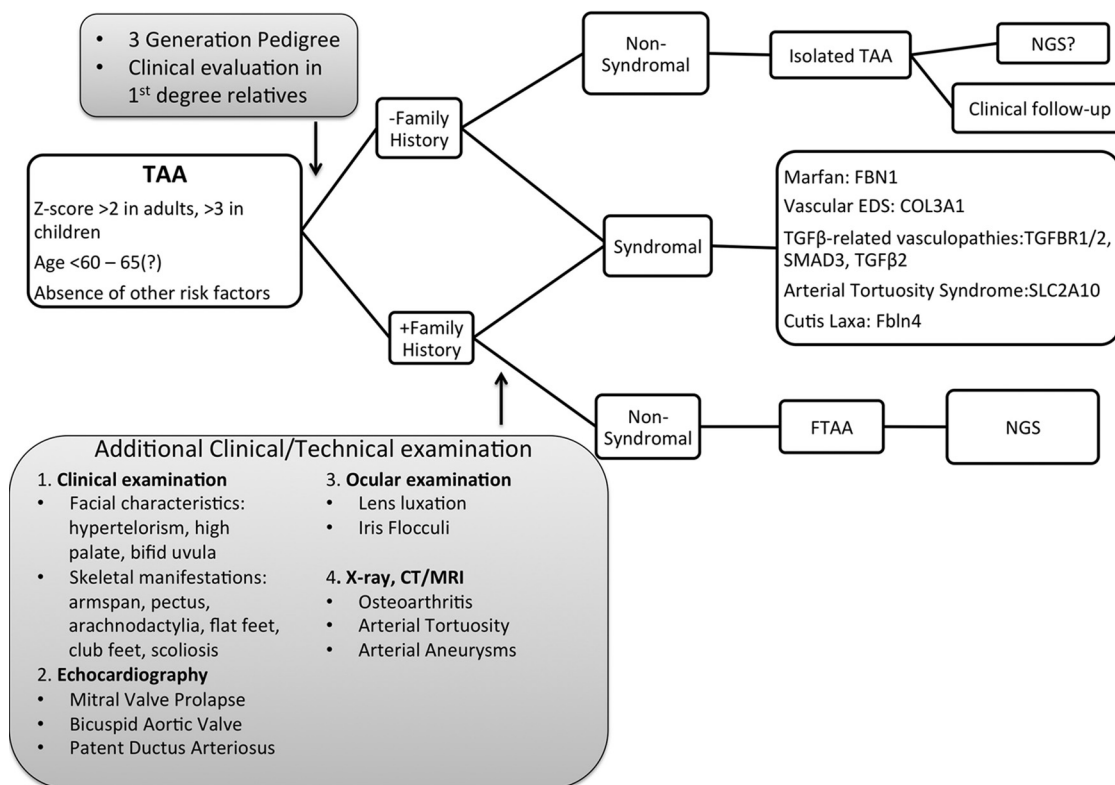 • 3 Generation Pedigree
• Clinical evaluation in
1st degree relatives
TAA
Z-score >2 in adults, >3 in
children
Age <60 – 65(?)
Absence of other risk factors
-Family
History
+Family
History
Non-
Syndromal
Isolated TAA
NGS?
Clinical follow-up
Syndromal
Marfan: FBN1
Vascular EDS: COL3A1
TGFβ-related vasculopathies:TGFBR1/2,
SMAD3, TGFβ2
Arterial Tortuosity Syndrome:SLC2A10
Cutis Laxa: Fbln4
Non-
Syndromal
FTAA
NGS
Additional Clinical/Technical examination
1. Clinical examination
• Facial characteristics:
hypertelorism, high
palate, bifid uvula
• Skeletal manifestations:
armspan, pectus,
arachnodactylia, flat feet,
club feet, scoliosis
2. Echocardiography
• Mitral Valve Prolapse
• Bicuspid Aortic Valve
• Patent Ductus Arteriosus
3. Ocular examination
• Lens luxation
• Iris Flocculi
4. X-ray, CT/MRI
• Osteoarthritis
• Arterial Tortuosity
• Arterial Aneurysms